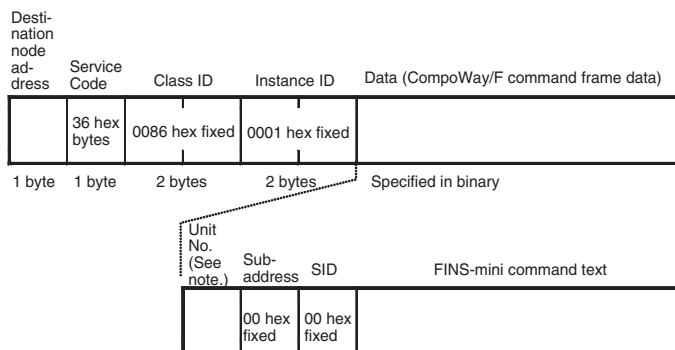 Desti-
nation
node
ad-
dress
Service
Code
Class ID
Instance ID
Data (CompoWay/F command frame data)
36 hex
bytes
0086 hex fixed
0001 hex fixed
1 byte
1 byte
2 bytes
2 bytes
Specified in binary
Unit
No.
(See
note.)
Sub-
address
SID
FINS-mini command text
00 hex
fixed
00 hex
fixed